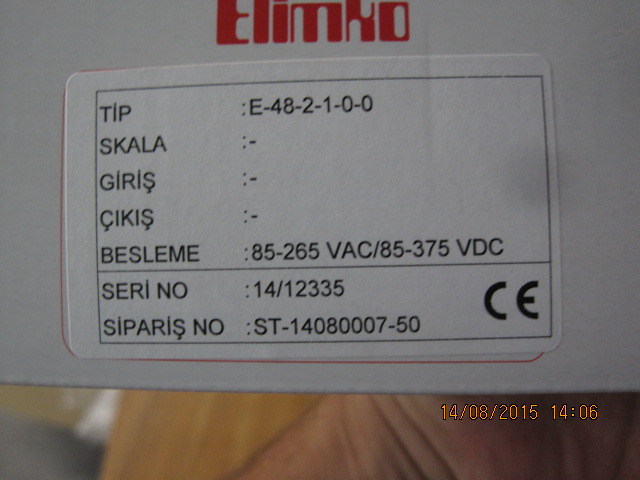 Elimko
TİP :E-48-2-1-0-0
SKALA :-
GİRİŞ :-
ÇIKIŞ :-
BESLEME :85-265 VAC/85-375 VDC
SERİ NO :14/12335
SİPARİŞ NO :ST-14080007-50
CE
14/08/2015 14:06